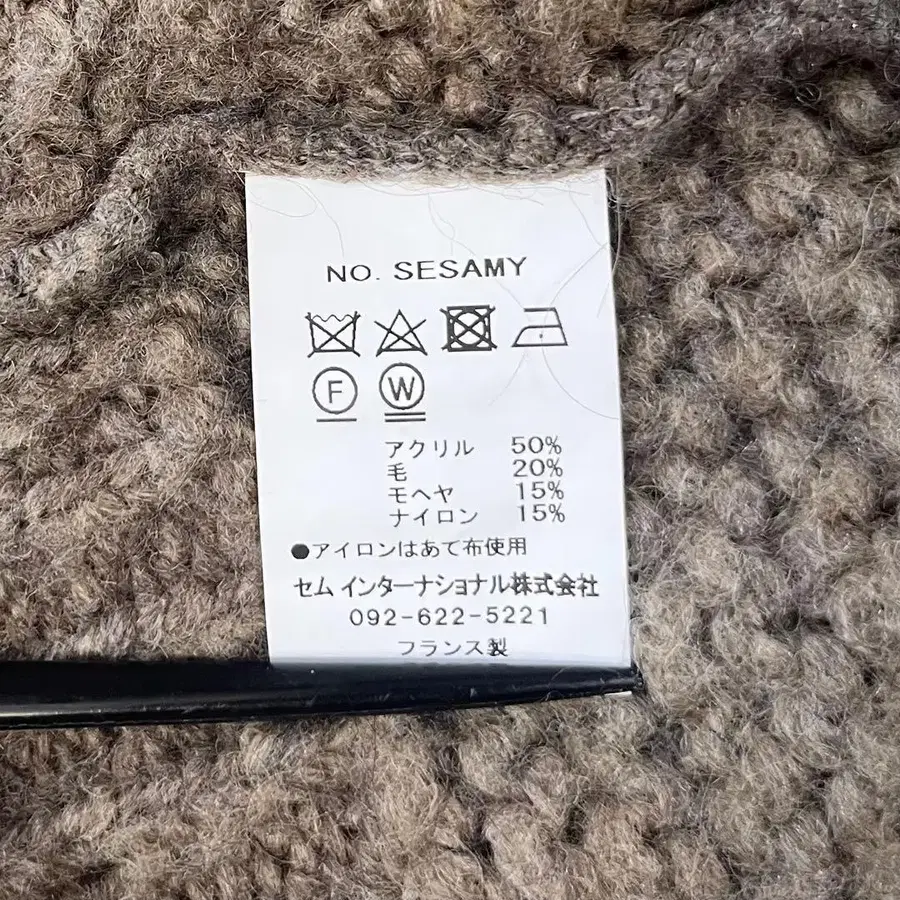 NO. SESAMY
F W
アクリル 50%
毛 20%
モヘヤ 15%
ナイロン 15%
●アイロンはあて布使用
セム インターナショナル株式会社
092-622-5221
フランス製